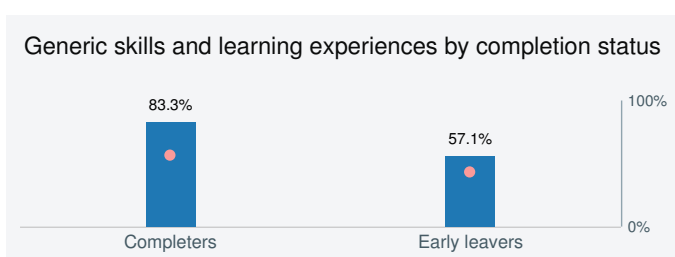 Generic skills and learning experiences by completion status
83.3%
57.1%
100%
0%
Completers
Early leavers